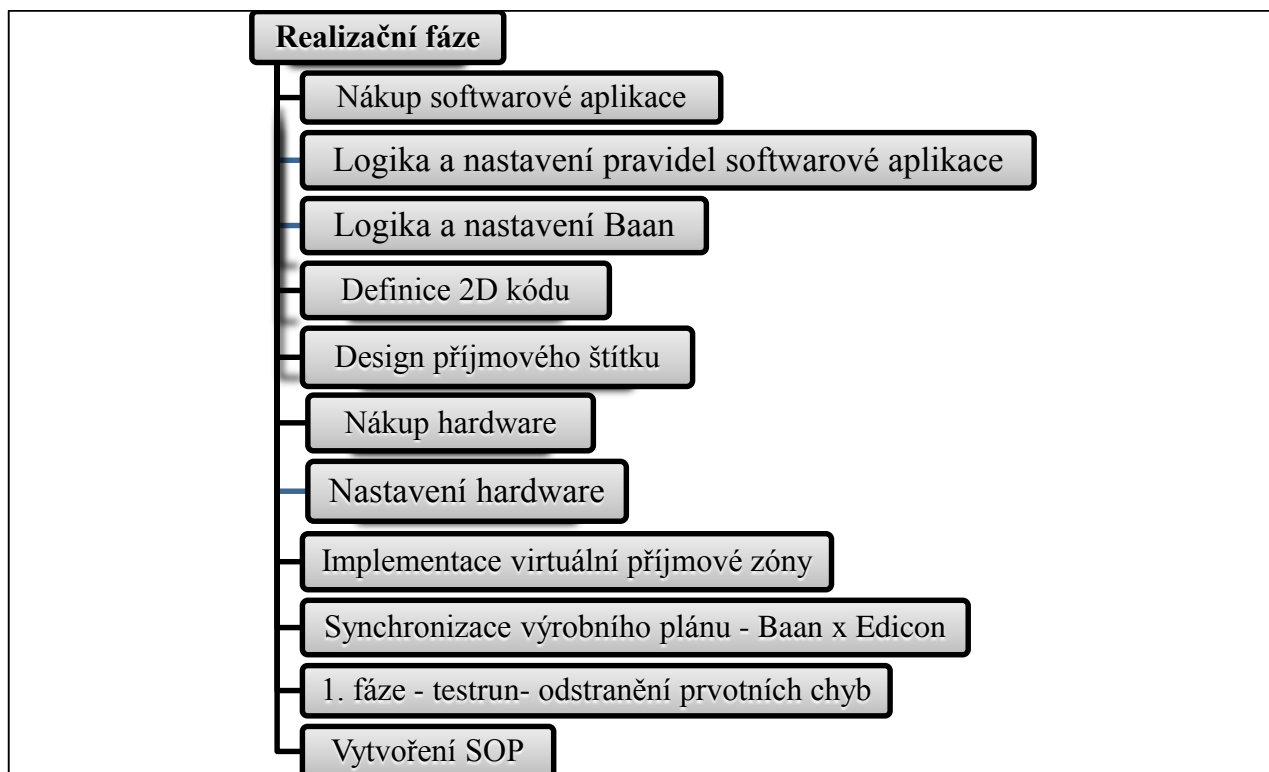 Realizační fáze
Nákup softwarové aplikace
Logika a nastavení pravidel softwarové aplikace
Logika a nastavení Baan
Definice 2D kódu
Design příjmového štítku
Nákup hardware
Nastavení hardware
Implementace virtuální příjmové zóny
Synchronizace výrobního plánu - Baan x Edicon
1. fáze - testrun- odstranění prvotních chyb
Vytvoření SOP